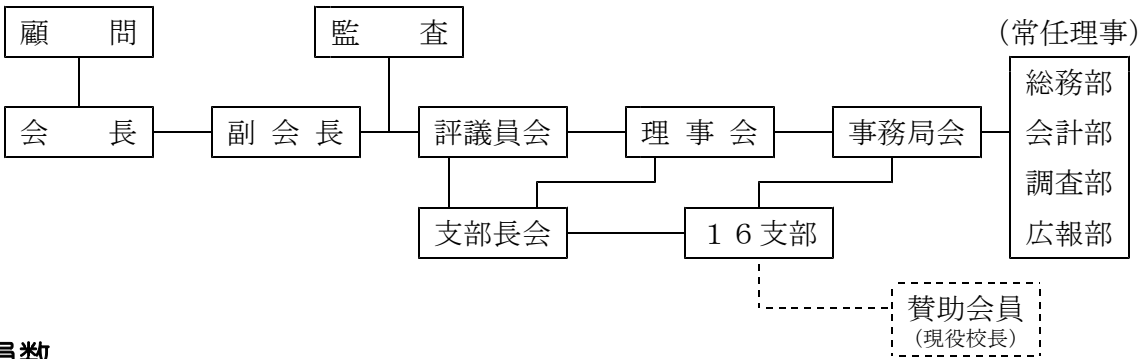 顧　　問
監　　査
(常任理事)
総務部
会　　長
副 会 長
評議員会
理 事 会
事務局会
会計部
調査部
支部長会
１６支部
広報部
賛助会員
(現役校長)
員数